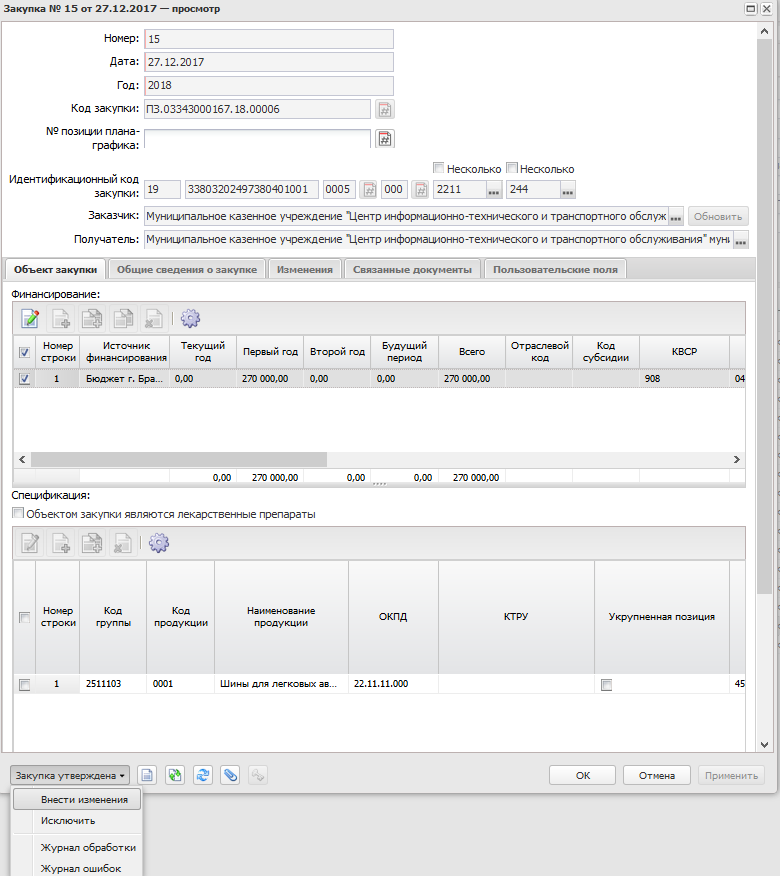 Закупка № 15 от 27.12.2017 — просмотр
Номер: 15
Дата: 27.12.2017
Год: 2018
Код закупки: ПЗ.03343000167.18.00006
№ позиции плана-
графика:
Несколько Несколько
Идентификационный код
закупки: 19 33803202497380401001 0005 000 2211 ... 244 ...
Заказчик: Муниципальное казенное учреждение "Центр информационно-технического и транспортного обслуж ... Обновить
Получатель: Муниципальное казенное учреждение "Центр информационно-технического и транспортного обслуживания" муни ...
Объект закупки Общие сведения о закупке Изменения Связанные документы Пользовательские поля
Финансирование:
Номер строки Источник финансирования Текущий год Первый год Второй год Будущий период Всего Отраслевой код Код субсидии КВСР
1 Бюджет г. Бра... 0,00 270 000,00 0,00 0,00 270 000,00 908 04
0,00 270 000,00 0,00 0,00 270 000,00
Спецификация:
Объектом закупки являются лекарственные препараты
Номер строки Код группы Код продукции Наименование продукции ОКПД КТРУ Укрупненная позиция
1 2511103 0001 Шины для легковых ав... 22.11.11.000 45
Закупка утверждена ОК Отмена Применить
Внести изменения
Исключить
Журнал обработки
Журнал ошибок